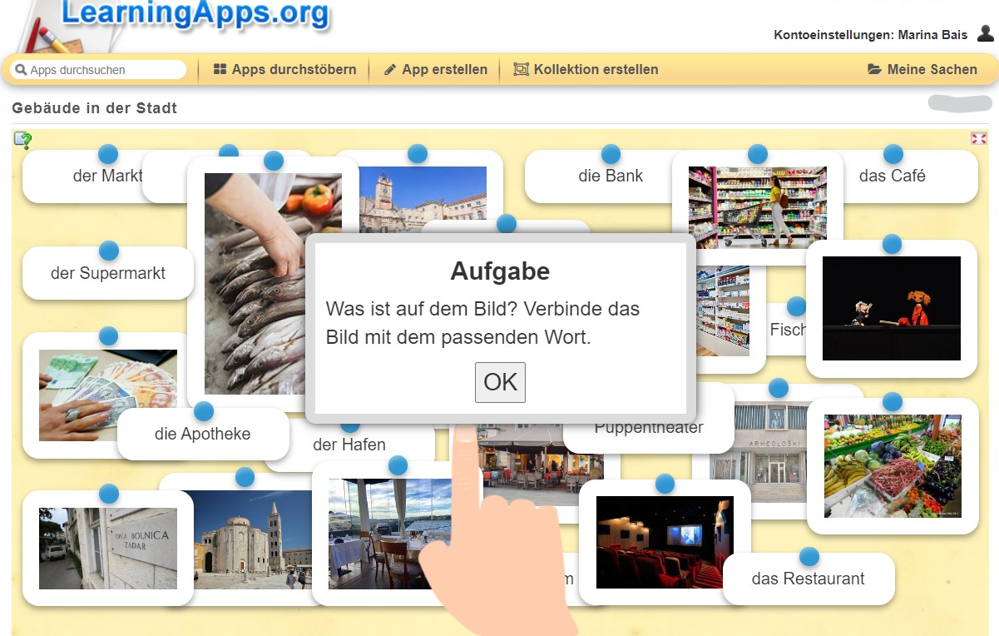 LearningApps.org
Kontoeinstellungen: Marina Bais
Apps durchsuchen
Apps durchstöbern
App erstellen
Kollektion erstellen
Meine Sachen
Gebäude in der Stadt
der Markt
die Bank
das Café
der Supermarkt
Aufgabe
Was ist auf dem Bild? Verbinde das
Bild mit dem passenden Wort.
OK
Fisch
die Apotheke
der Hafen
Puppentheater
ARHEOLOŠKI
BOLNICA
ZADAR
das Restaurant